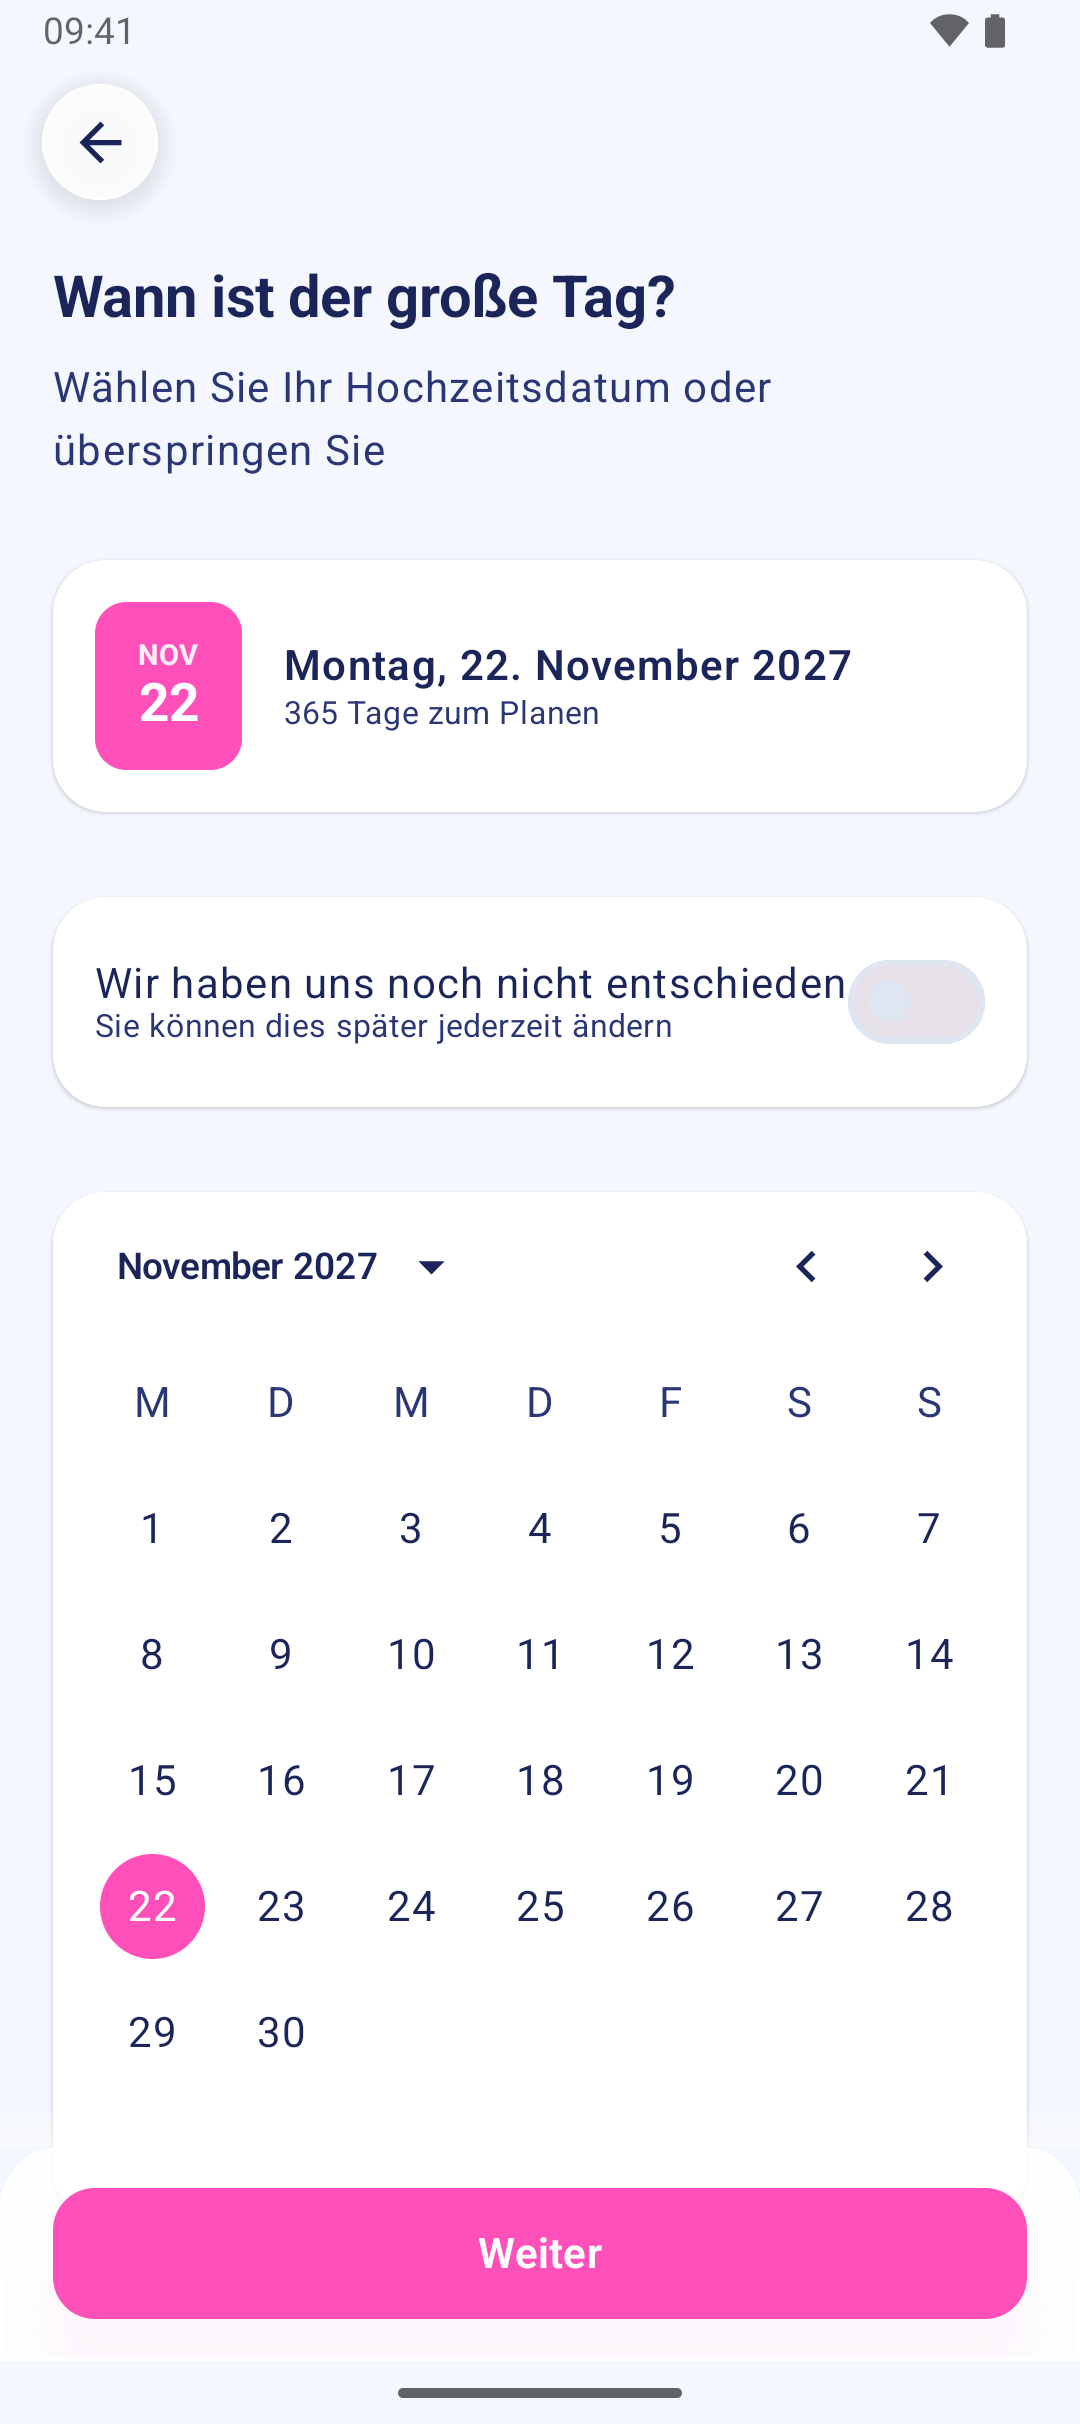 09:41
Wann ist der große Tag?
Wählen Sie Ihr Hochzeitsdatum oder
überspringen Sie
NOV
22
Montag, 22. November 2027
365 Tage zum Planen
Wir haben uns noch nicht entschieden
Sie können dies später jederzeit ändern
November 2027
M D M D F S S
1 2 3 4 5 6 7
8 9 10 11 12 13 14
15 16 17 18 19 20 21
22 23 24 25 26 27 28
29 30
Weiter